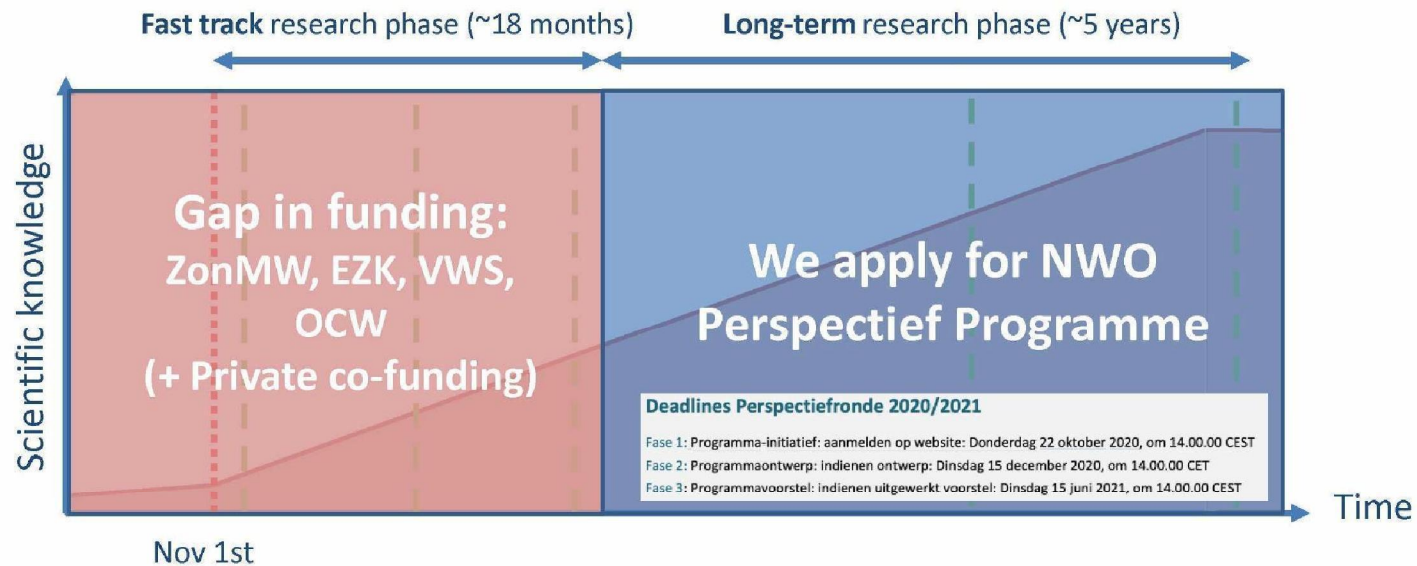 Fast track research phase (~18 months)
Long-term research phase (~5 years)
Scientific knowledge
Gap in funding:
ZonMW, EZK, VWS,
OCW
(+ Private co-funding)
We apply for NWO
Perspectief Programme
Deadlines Perspectiefronde 2020/2021
Fase 1: Programma-initiatief: aanmelden op website: Donderdag 22 oktober 2020, om 14.00.00 CEST
Fase 2: Programmaontwerp: indienen ontwerp: Dinsdag 15 december 2020, om 14.00.00 CET
Fase 3: Programmavoorstel: indienen uitgewerkt voorstel: Dinsdag 15 juni 2021, om 14.00.00 CEST
Time
Nov 1st